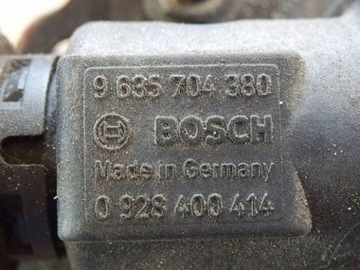 9 635 704 380
BOSCH
Made in Germany
0 928 400 414